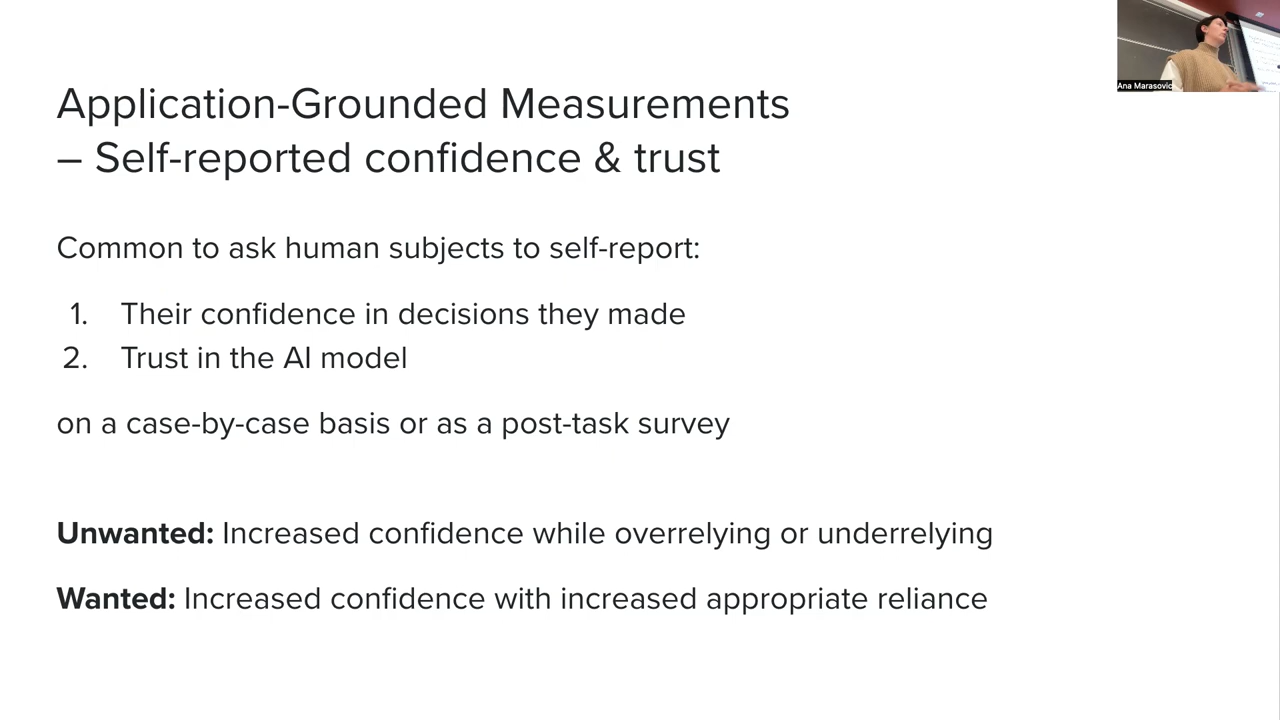 Ana Marasovic
Application-Grounded Measurements
– Self-reported confidence & trust
Common to ask human subjects to self-report:
1. Their confidence in decisions they made
2. Trust in the AI model
on a case-by-case basis or as a post-task survey
Unwanted: Increased confidence while overrelying or underrelying
Wanted: Increased confidence with increased appropriate reliance